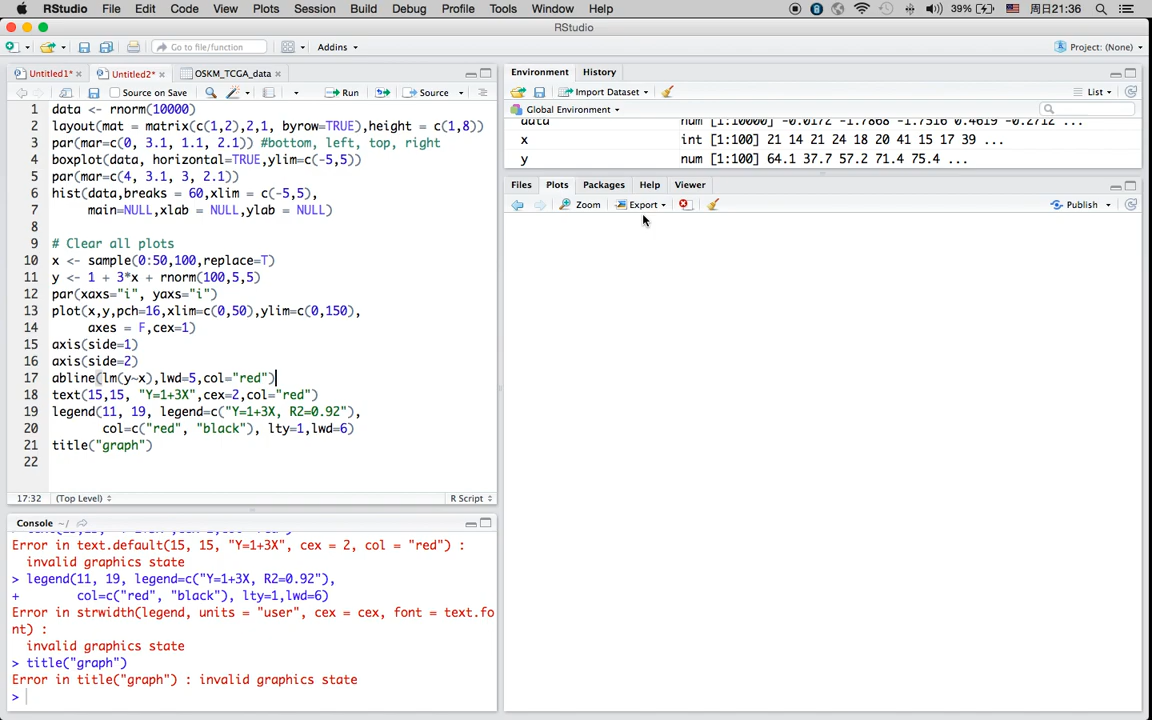 RStudio File Edit Code View Plots Session Build Debug Profile Tools Window Help 39% 周日21:36
RStudio
Go to file/function Addins Project: (None)
Untitled1* Untitled2* OSKM_TCGA_data
Source on Save Run Source
1 data <- rnorm(10000)
2 layout(mat = matrix(c(1,2),2,1, byrow=TRUE),height = c(1,8))
3 par(mar=c(0, 3.1, 1.1, 2.1)) #bottom, left, top, right
4 boxplot(data, horizontal=TRUE,ylim=c(-5,5))
5 par(mar=c(4, 3.1, 3, 2.1))
6 hist(data,breaks = 60,xlim = c(-5,5),
7 main=NULL,xlab = NULL,ylab = NULL)
8
9 # Clear all plots
10 x <- sample(0:50,100,replace=T)
11 y <- 1 + 3*x + rnorm(100,5,5)
12 par(xaxs="i", yaxs="i")
13 plot(x,y,pch=16,xlim=c(0,50),ylim=c(0,150),
14 axes = F,cex=1)
15 axis(side=1)
16 axis(side=2)
17 abline(lm(y~x),lwd=5,col="red")
18 text(15,15, "Y=1+3X",cex=2,col="red")
19 legend(11, 19, legend=c("Y=1+3X, R2=0.92"),
20 col=c("red", "black"), lty=1,lwd=6)
21 title("graph")
22
17:32 (Top Level) R Script
Console ~/
Error in text.default(15, 15, "Y=1+3X", cex = 2, col = "red") :
invalid graphics state
> legend(11, 19, legend=c("Y=1+3X, R2=0.92"),
+ col=c("red", "black"), lty=1,lwd=6)
Error in strwidth(legend, units = "user", cex = cex, font = text.fo
nt) :
invalid graphics state
> title("graph")
Error in title("graph") : invalid graphics state
>
Environment History
Import Dataset List
Global Environment
data num [1:10000] -0.0172 -1.7868 -1.7516 0.4619 -0.2712 ...
x int [1:100] 21 14 21 24 18 20 41 15 17 39 ...
y num [1:100] 64.1 37.7 57.2 71.4 75.4 ...
Files Plots Packages Help Viewer
Zoom Export Publish